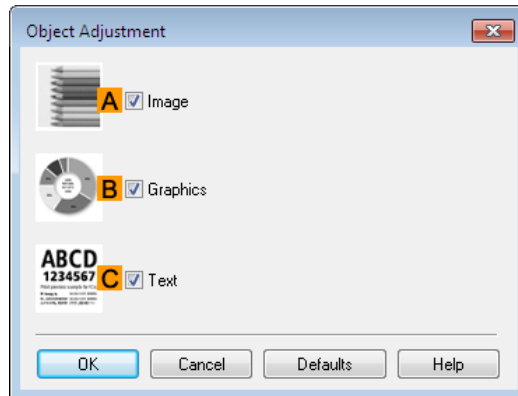 Object Adjustment
A Image
B Graphics
ABCD
1234567
C Text
OK Cancel Defaults Help